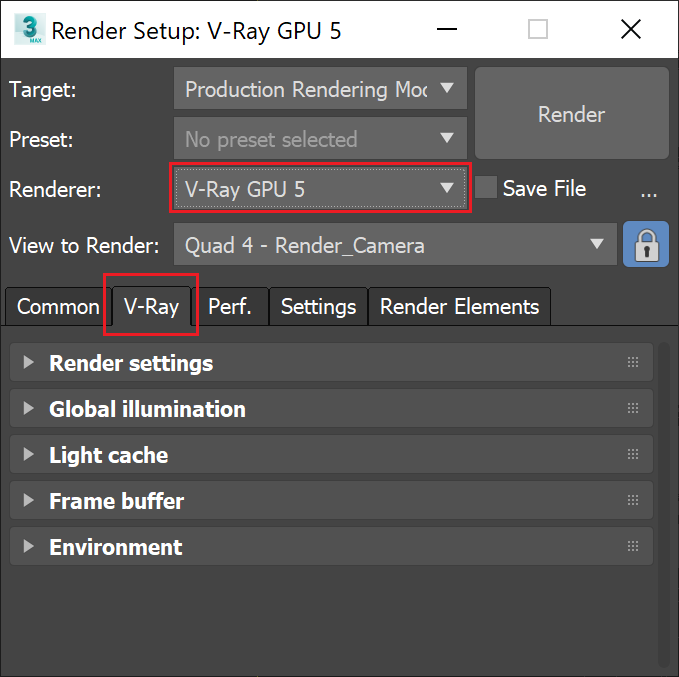 3 MAX Render Setup: V-Ray GPU 5
Target: Production Rendering Mod
Render
Preset: No preset selected
Renderer: V-Ray GPU 5 Save File ...
View to Render: Quad 4 - Render_Camera
Common V-Ray Perf. Settings Render Elements
Render settings
Global illumination
Light cache
Frame buffer
Environment